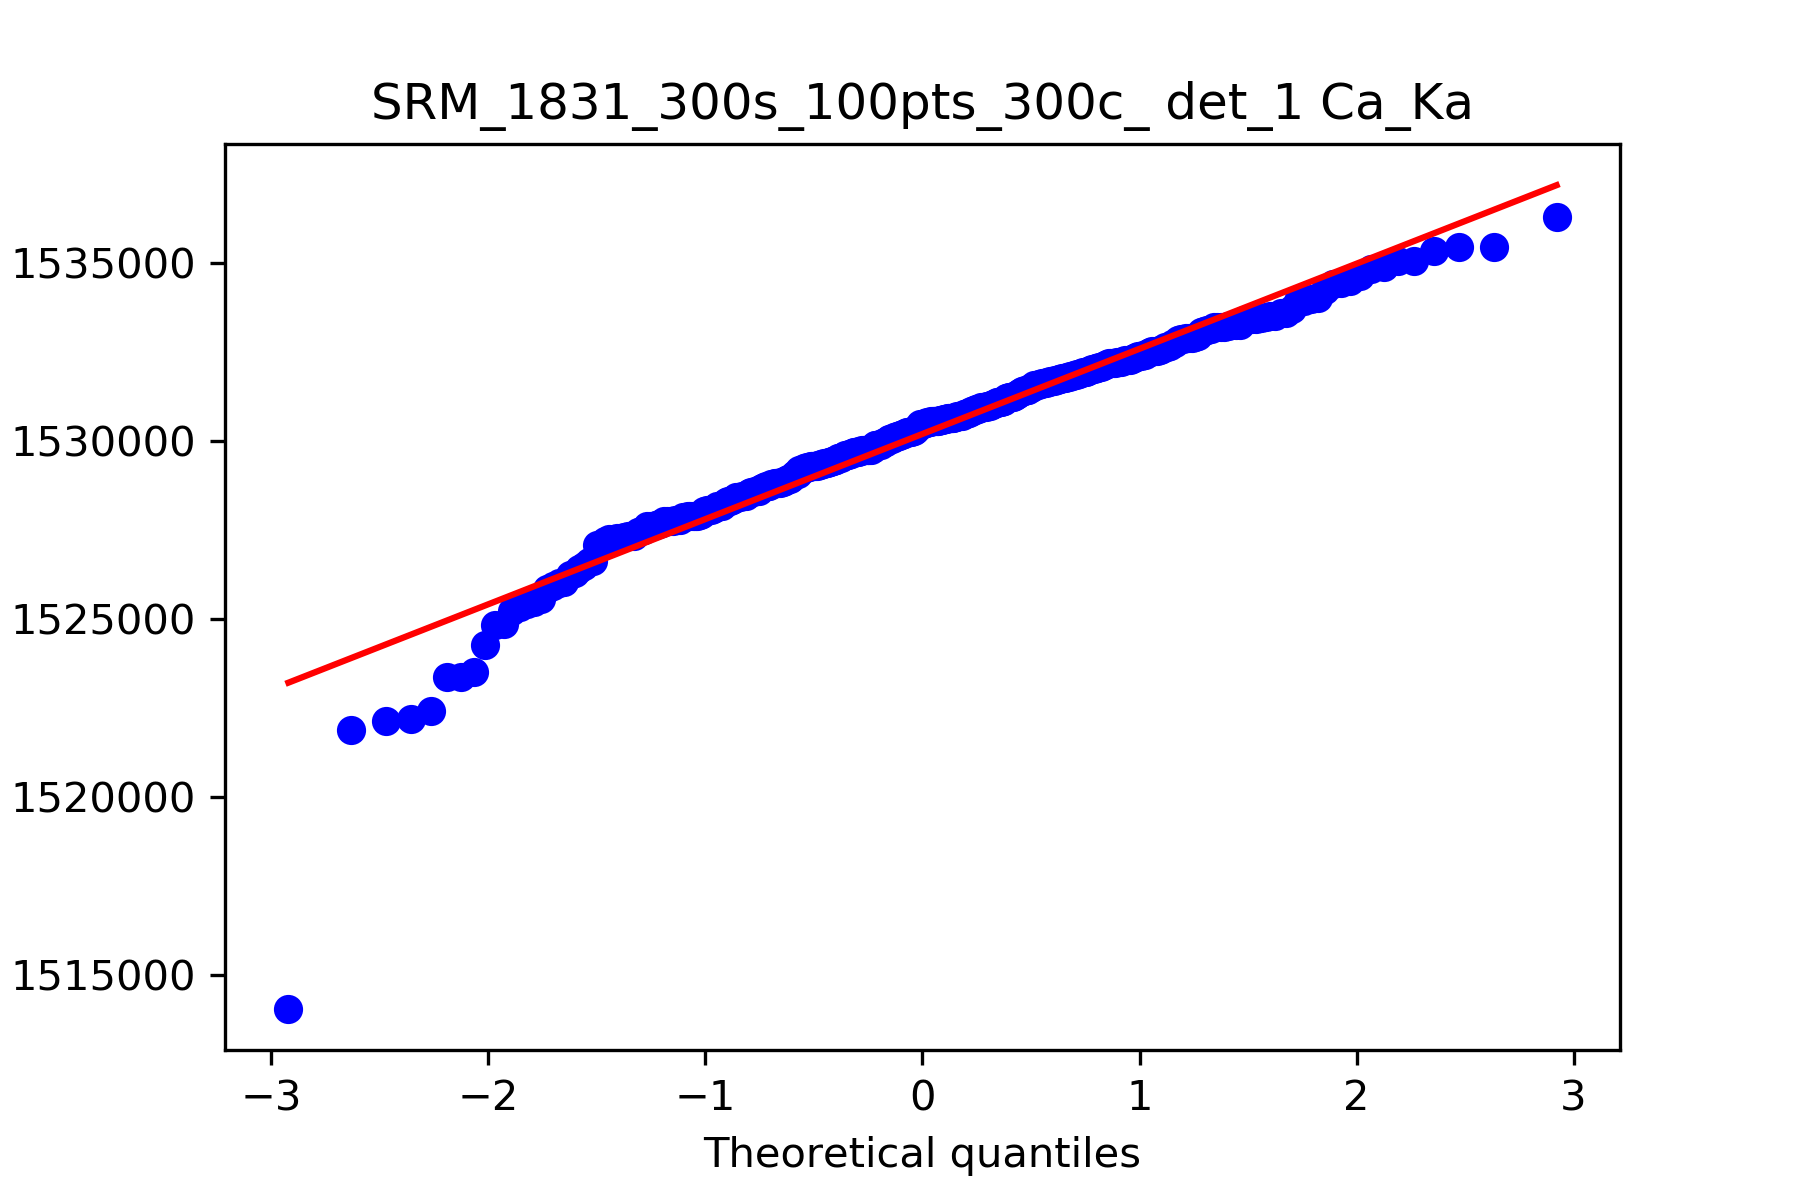 SRM_1831_300s_100pts_300c_ det_1 Ca_Ka
1535000
1530000
1525000
1520000
1515000
−3 −2 −1 0 1 2 3
Theoretical quantiles